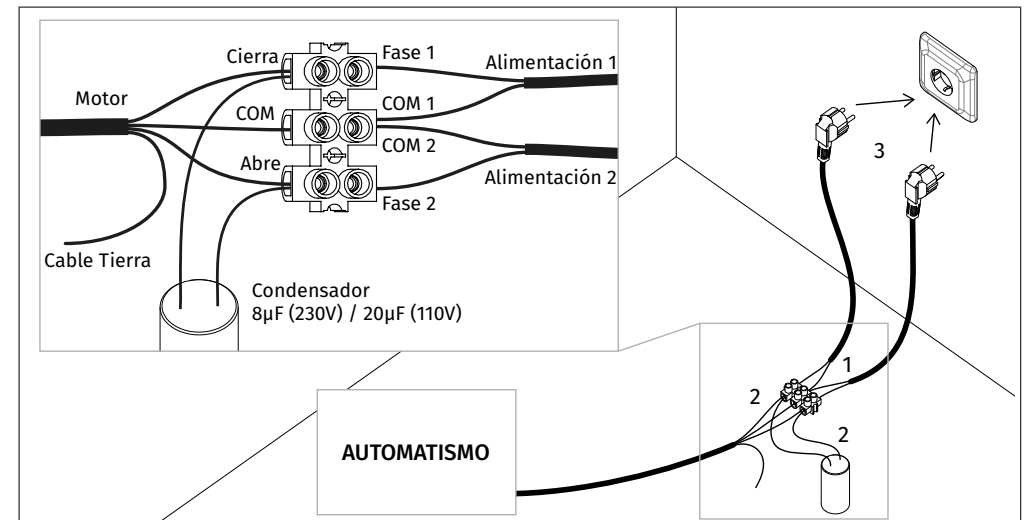 Cierra
Fase 1
Alimentación 1
Motor
COM
COM 1
COM 2
Abre
Alimentación 2
Fase 2
Cable Tierra
Condensador
8µF (230V) / 20µF (110V)
3
1
2
2
AUTOMATISMO